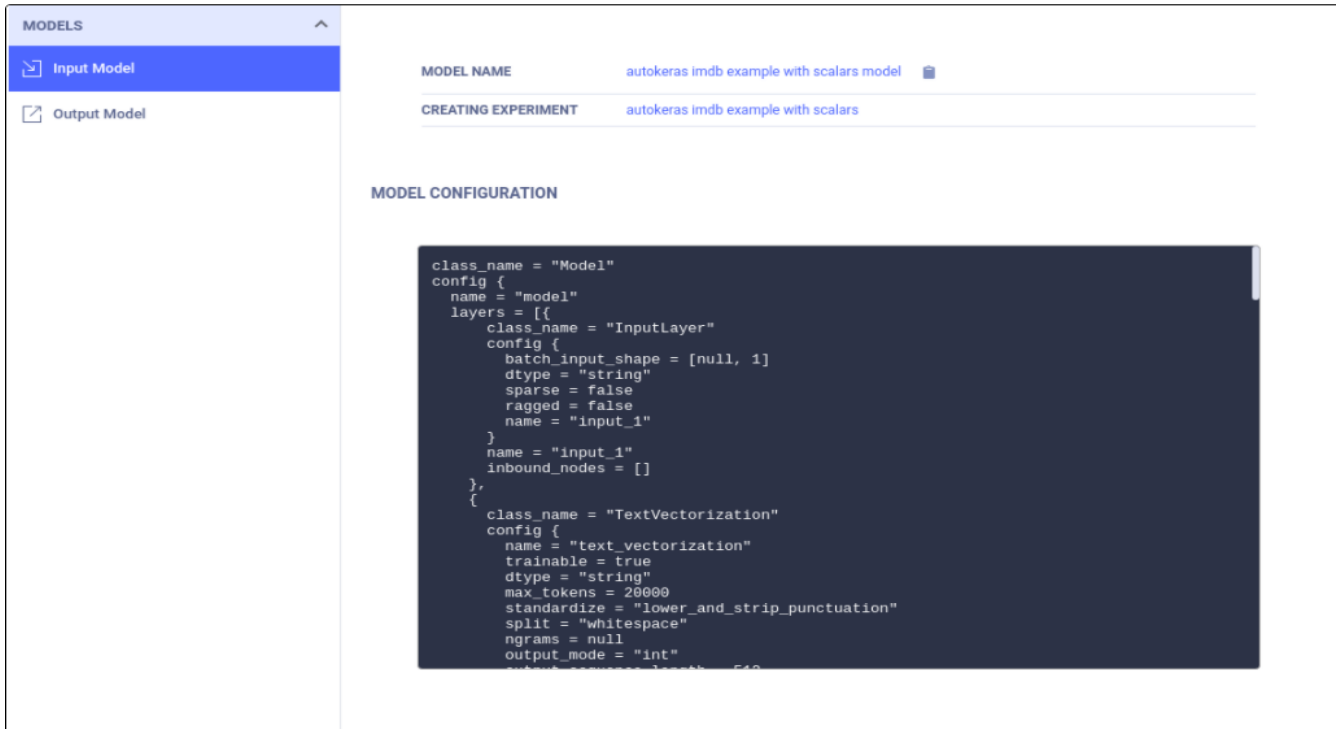 MODELS
Input Model
Output Model
MODEL NAME autokeras imdb example with scalars model
CREATING EXPERIMENT autokeras imdb example with scalars
MODEL CONFIGURATION
class_name = "Model"
config {
  name = "model"
  layers = [{
      class_name = "InputLayer"
      config {
        batch_input_shape = [null, 1]
        dtype = "string"
        sparse = false
        ragged = false
        name = "input_1"
      }
      name = "input_1"
      inbound_nodes = []
    },
    {
      class_name = "TextVectorization"
      config {
        name = "text_vectorization"
        trainable = true
        dtype = "string"
        max_tokens = 20000
        standardize = "lower_and_strip_punctuation"
        split = "whitespace"
        ngrams = null
        output_mode = "int"
        output_sequence_length = 512